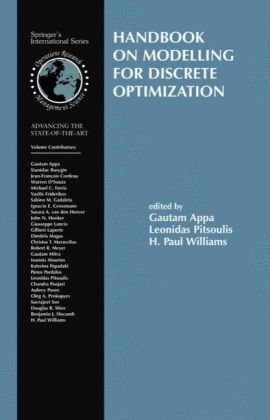 Springer's
International Series
Operations Research
Management Science
ADVANCING THE
STATE-OF-THE-ART
Volume Contributors:
Gautam Appa
Stanislav Busygin
Jean-François Cordeau
Warren D'Souza
Michael C. Ferris
Vasilis Friderikos
Sabino M. Gadaleta
Ignacio E. Grossmann
Susara A. van den Heever
John N. Hooker
Giuseppe Lancia
Gilbert Laporte
Dimitris Magos
Christos T. Maravelias
Robert R. Meyer
Gautam Mitra
Ioannis Mourtos
Katerina Papadaki
Panos Pardalos
Leonidas Pitsoulis
Chandra Poojari
Aubrey Poore
Oleg A. Prokopyev
Suvrajeet Sen
Douglas R. Shier
Benjamin J. Slocumb
H. Paul Williams
HANDBOOK
ON MODELLING
FOR DISCRETE
OPTIMIZATION
edited by
Gautam Appa
Leonidas Pitsoulis
H. Paul Williams